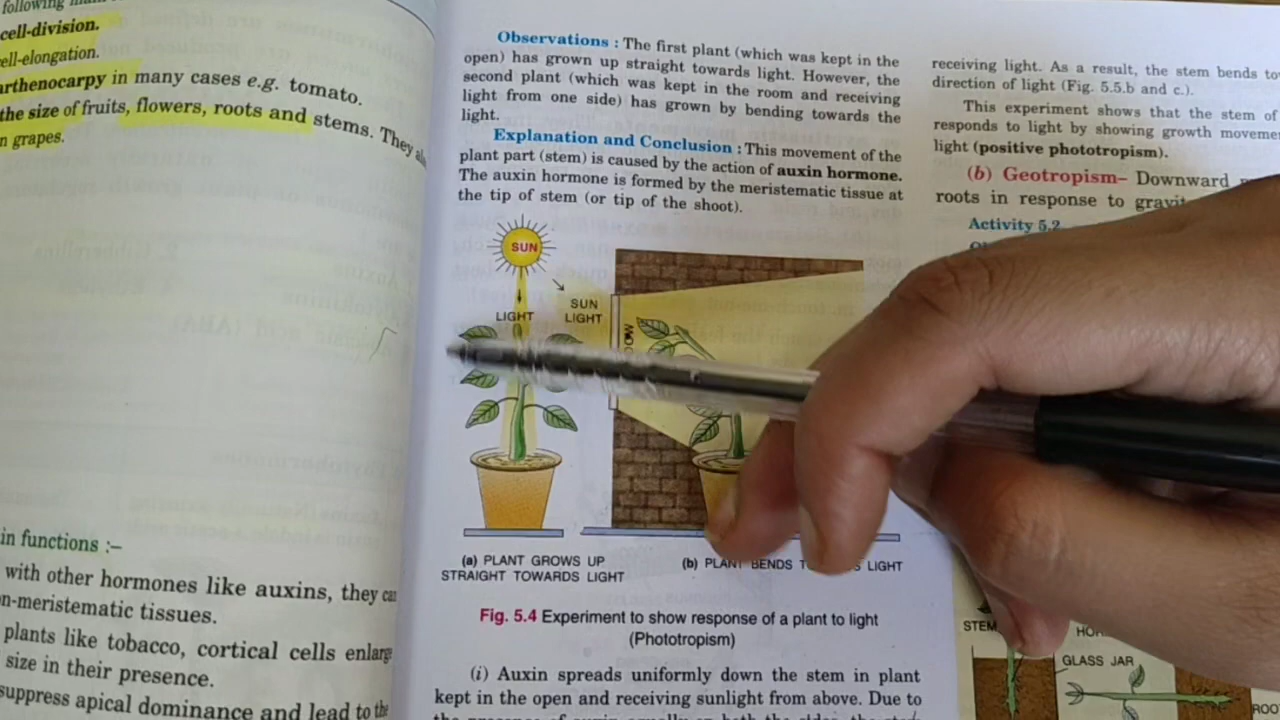 following
cell-division.
ell-elongation.
arthenocarpy in many cases e.g. tomato.
the size of fruits, flowers, roots and stems. They
n grapes.
in functions :–
with other hormones like auxins, they
n-meristematic tissues.
plants like tobacco, cortical cells enlarge
size in their presence.
suppress apical dominance and lead to the
Observations : The first plant (which was kept in the
open) has grown up straight towards light. However, the
second plant (which was kept in the room and receiving
light from one side) has grown by bending towards the
light.
Explanation and Conclusion : This movement of the
plant part (stem) is caused by the action of auxin hormone.
The auxin hormone is formed by the meristematic tissue at
the tip of stem (or tip of the shoot).
SUN
LIGHT
SUN
LIGHT
(a) PLANT GROWS UP
STRAIGHT TOWARDS LIGHT
(b) PLANT BENDS LIGHT
Fig. 5.4 Experiment to show response of a plant to light
(Phototropism)
(i) Auxin spreads uniformly down the stem in plant
kept in the open and receiving sunlight from above. Due to
receiving light. As a result, the stem bends
direction of light (Fig. 5.5.b and c.).
This experiment shows that the stem of
responds to light by showing growth
light (positive phototropism).
(b) Geotropism– Downward
roots in response to
Activity 5.2
STEM
GLASS JAR